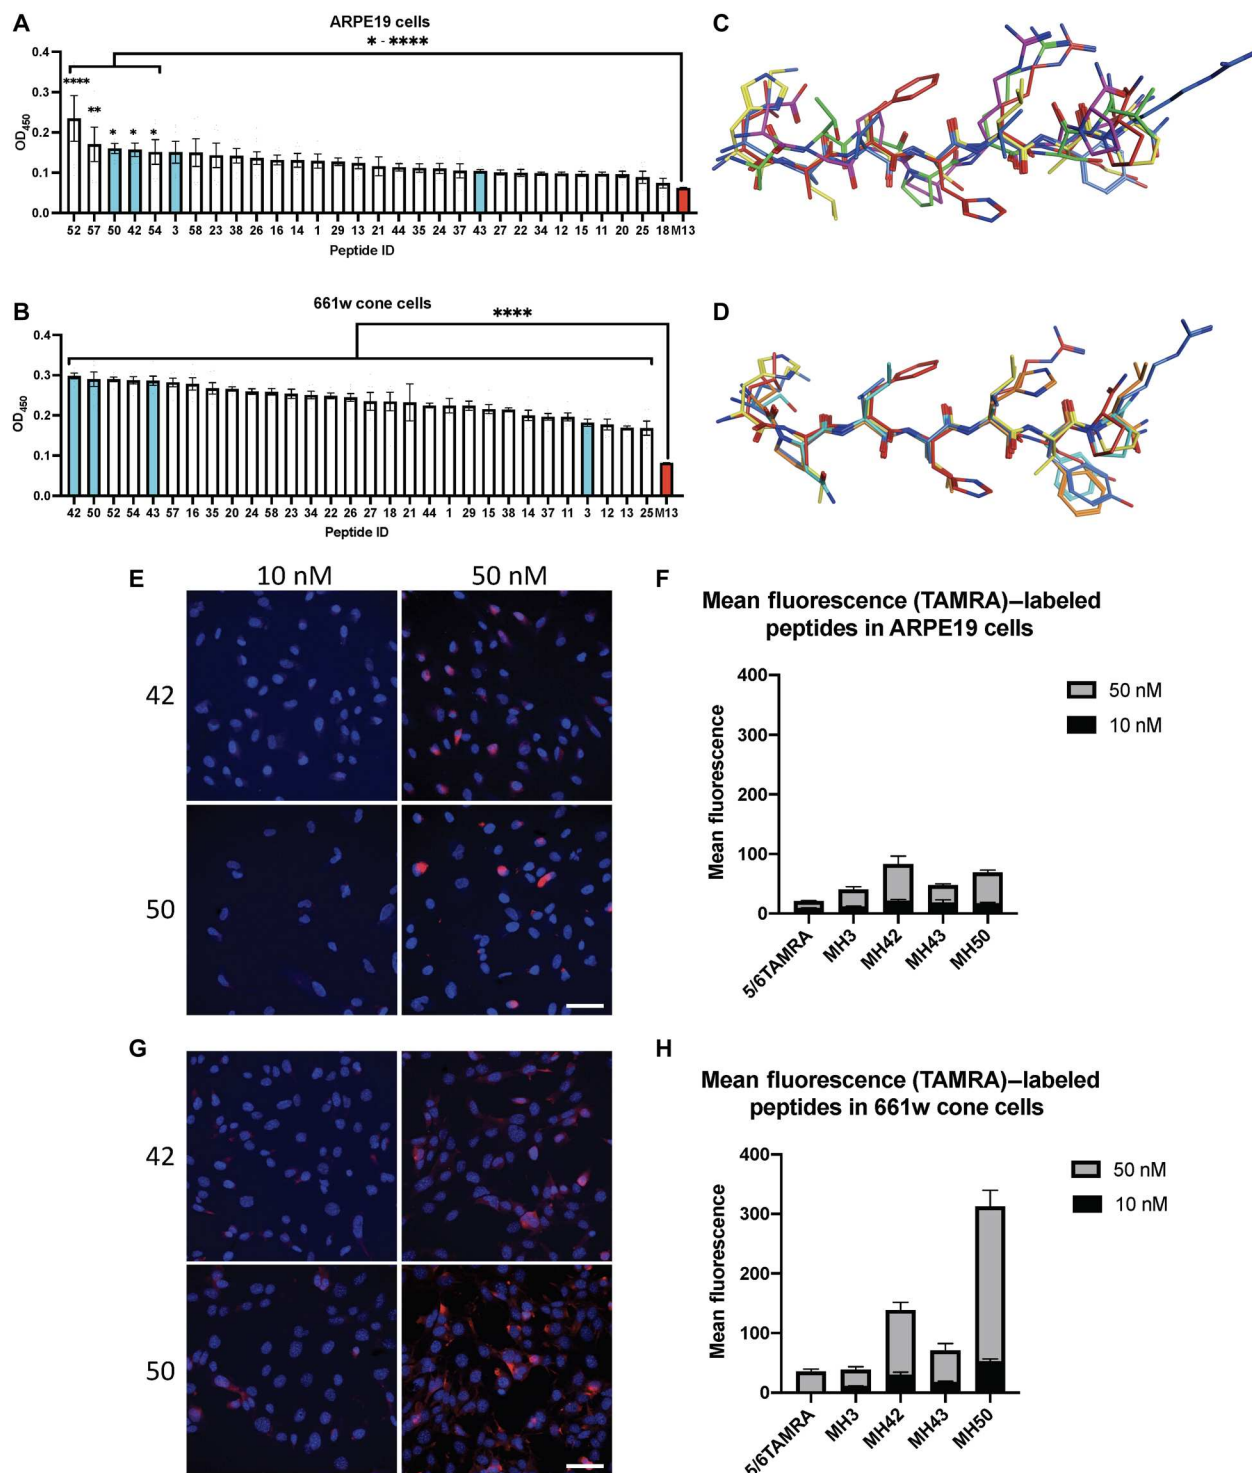 A
ARPE19 cells
* - ****
0.4
0.3
0.2
0.1
0.0
OD450
****
**
*
*
*
52 57 50 42 54 3 58 23 38 26 16 14 1 29 13 21 44 35 24 37 43 27 22 34 12 15 11 20 25 18 M13
Peptide ID
B
661w cone cells
****
0.4
0.3
0.2
0.1
0.0
OD450
42 50 52 54 43 57 16 35 20 24 58 23 34 22 26 27 18 21 44 1 29 15 38 14 37 11 3 12 13 25 M13
Peptide ID
C
D
E
10 nM
50 nM
42
50
F
Mean fluorescence (TAMRA)–labeled
peptides in ARPE19 cells
400
300
200
100
0
Mean fluorescence
50 nM
10 nM
5/6TAMRA
MH3
MH42
MH43
MH50
G
42
50
H
Mean fluorescence (TAMRA)–labeled
peptides in 661w cone cells
400
300
200
100
0
Mean fluorescence
50 nM
10 nM
5/6TAMRA
MH3
MH42
MH43
MH50